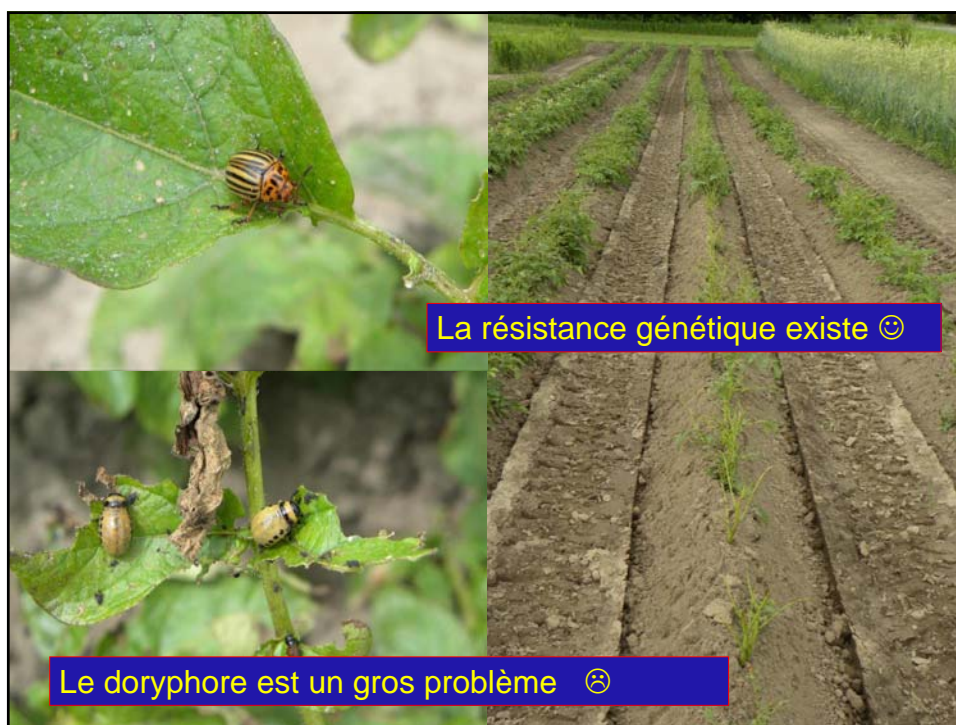 La résistance génétique existe ☺
Le doryphore est un gros problème ☹